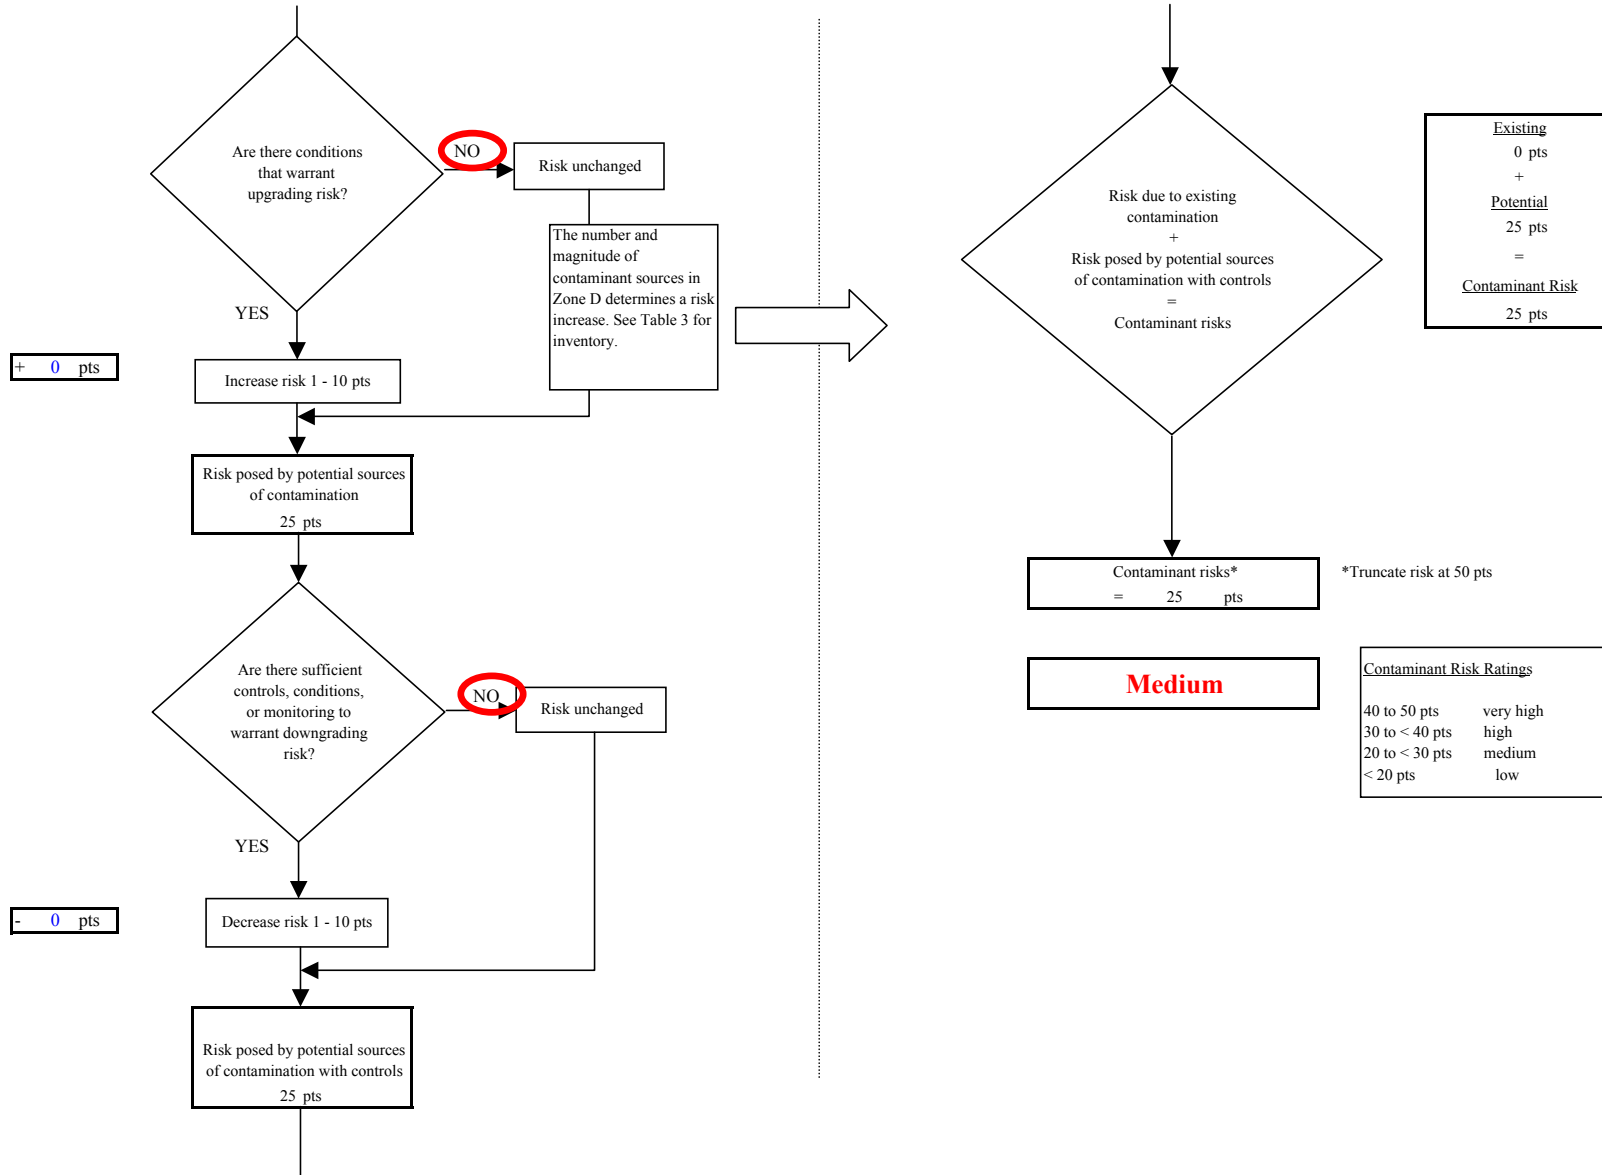 Are there conditions
that warrant
upgrading risk?
NO
Risk unchanged
The number and
magnitude of
contaminant sources in
Zone D determines a risk
increase. See Table 3 for
inventory.
YES
+ 0 pts
Increase risk 1 - 10 pts
Risk posed by potential sources
of contamination
25 pts
Are there sufficient
controls, conditions,
or monitoring to
warrant downgrading
risk?
NO
Risk unchanged
YES
- 0 pts
Decrease risk 1 - 10 pts
Risk posed by potential sources
of contamination with controls
25 pts
Risk due to existing
contamination
+
Risk posed by potential sources
of contamination with controls
=
Contaminant risks
Existing
0 pts
+
Potential
25 pts
=
Contaminant Risk
25 pts
Contaminant risks*
= 25 pts
*Truncate risk at 50 pts
Medium
Contaminant Risk Ratings
40 to 50 pts very high
30 to < 40 pts high
20 to < 30 pts medium
< 20 pts low